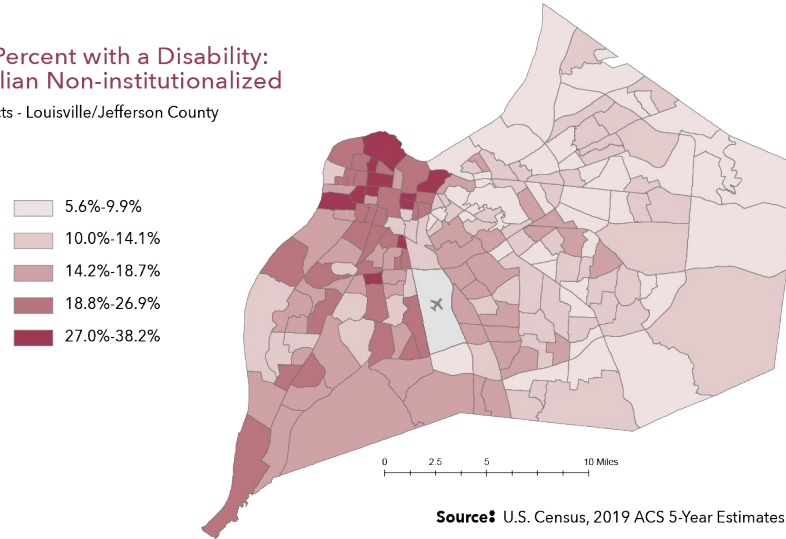 Percent with a Disability:
lian Non-institutionalized
ts - Louisville/Jefferson County
5.6%-9.9%
10.0%-14.1%
14.2%-18.7%
18.8%-26.9%
27.0%-38.2%
0 2.5 5 10 Miles
Source: U.S. Census, 2019 ACS 5-Year Estimates